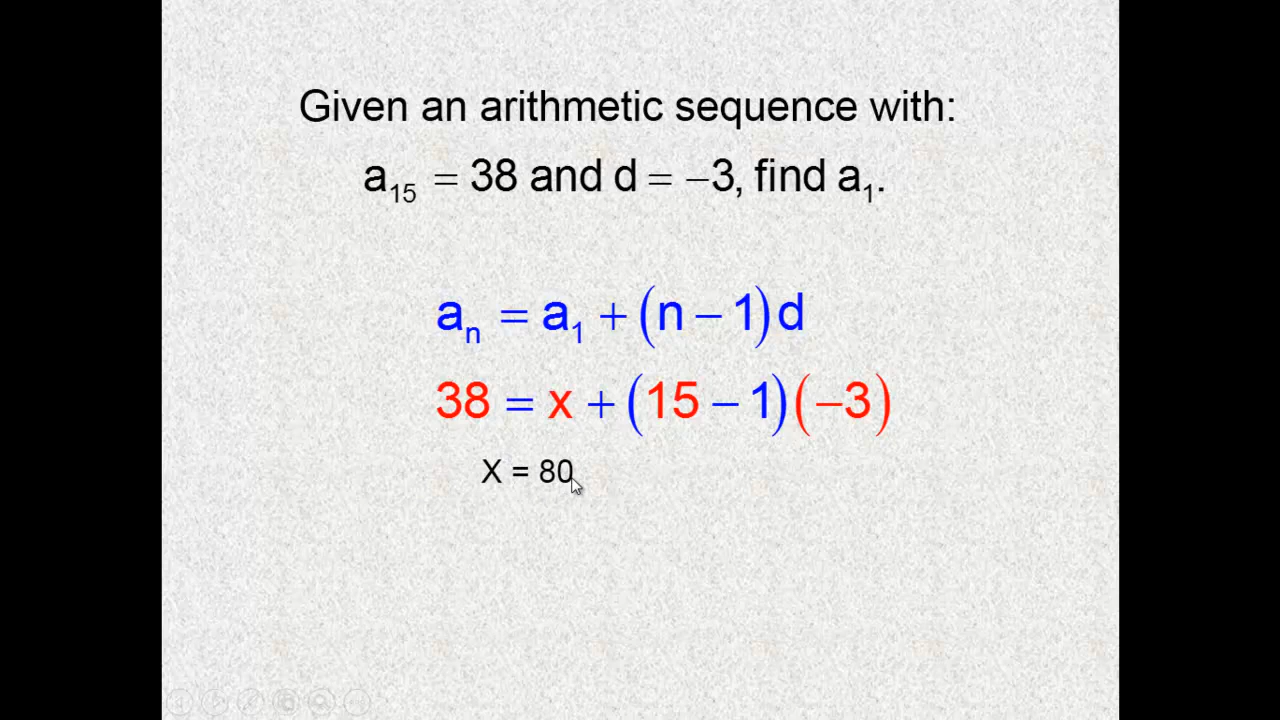 Given an arithmetic sequence with:
a₁₅ = 38 and d = −3, find a₁.
aₙ = a₁ + (n − 1) d
38 = x + (15 − 1)(−3)
X = 80